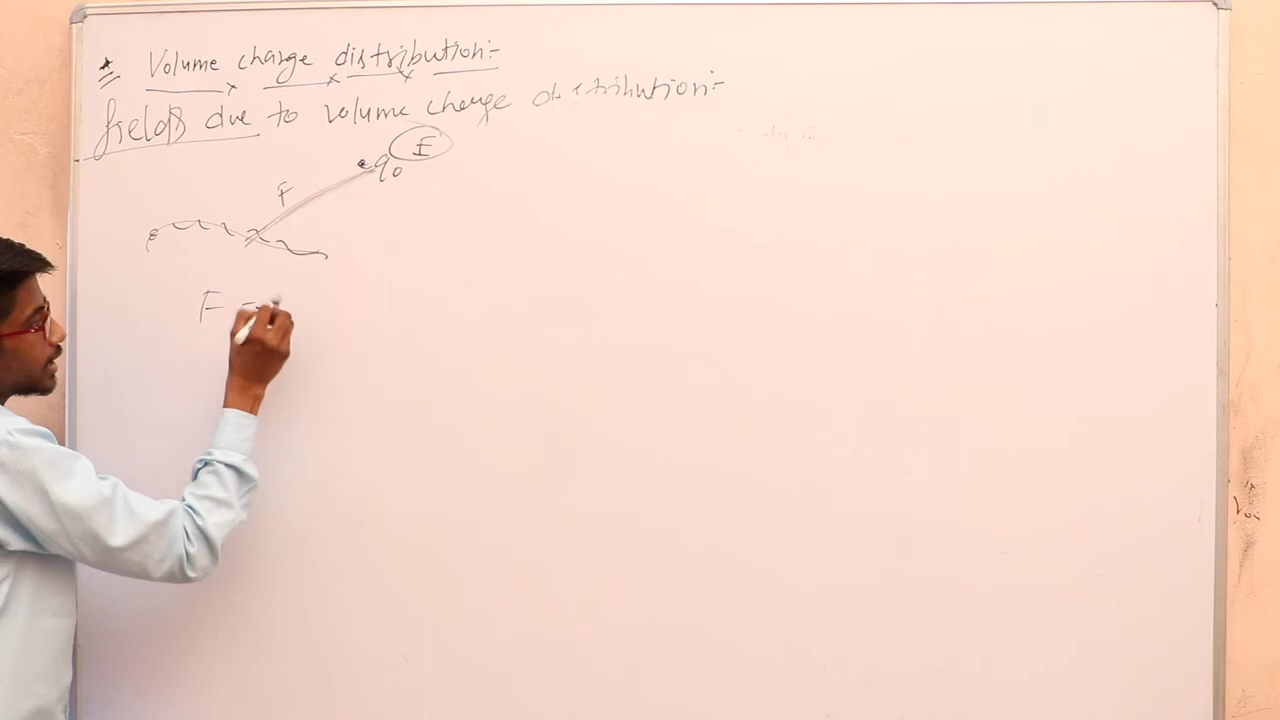 * Volume charge distribution:-
fields due to volume charge distribution:-
E
q₀
F
F =